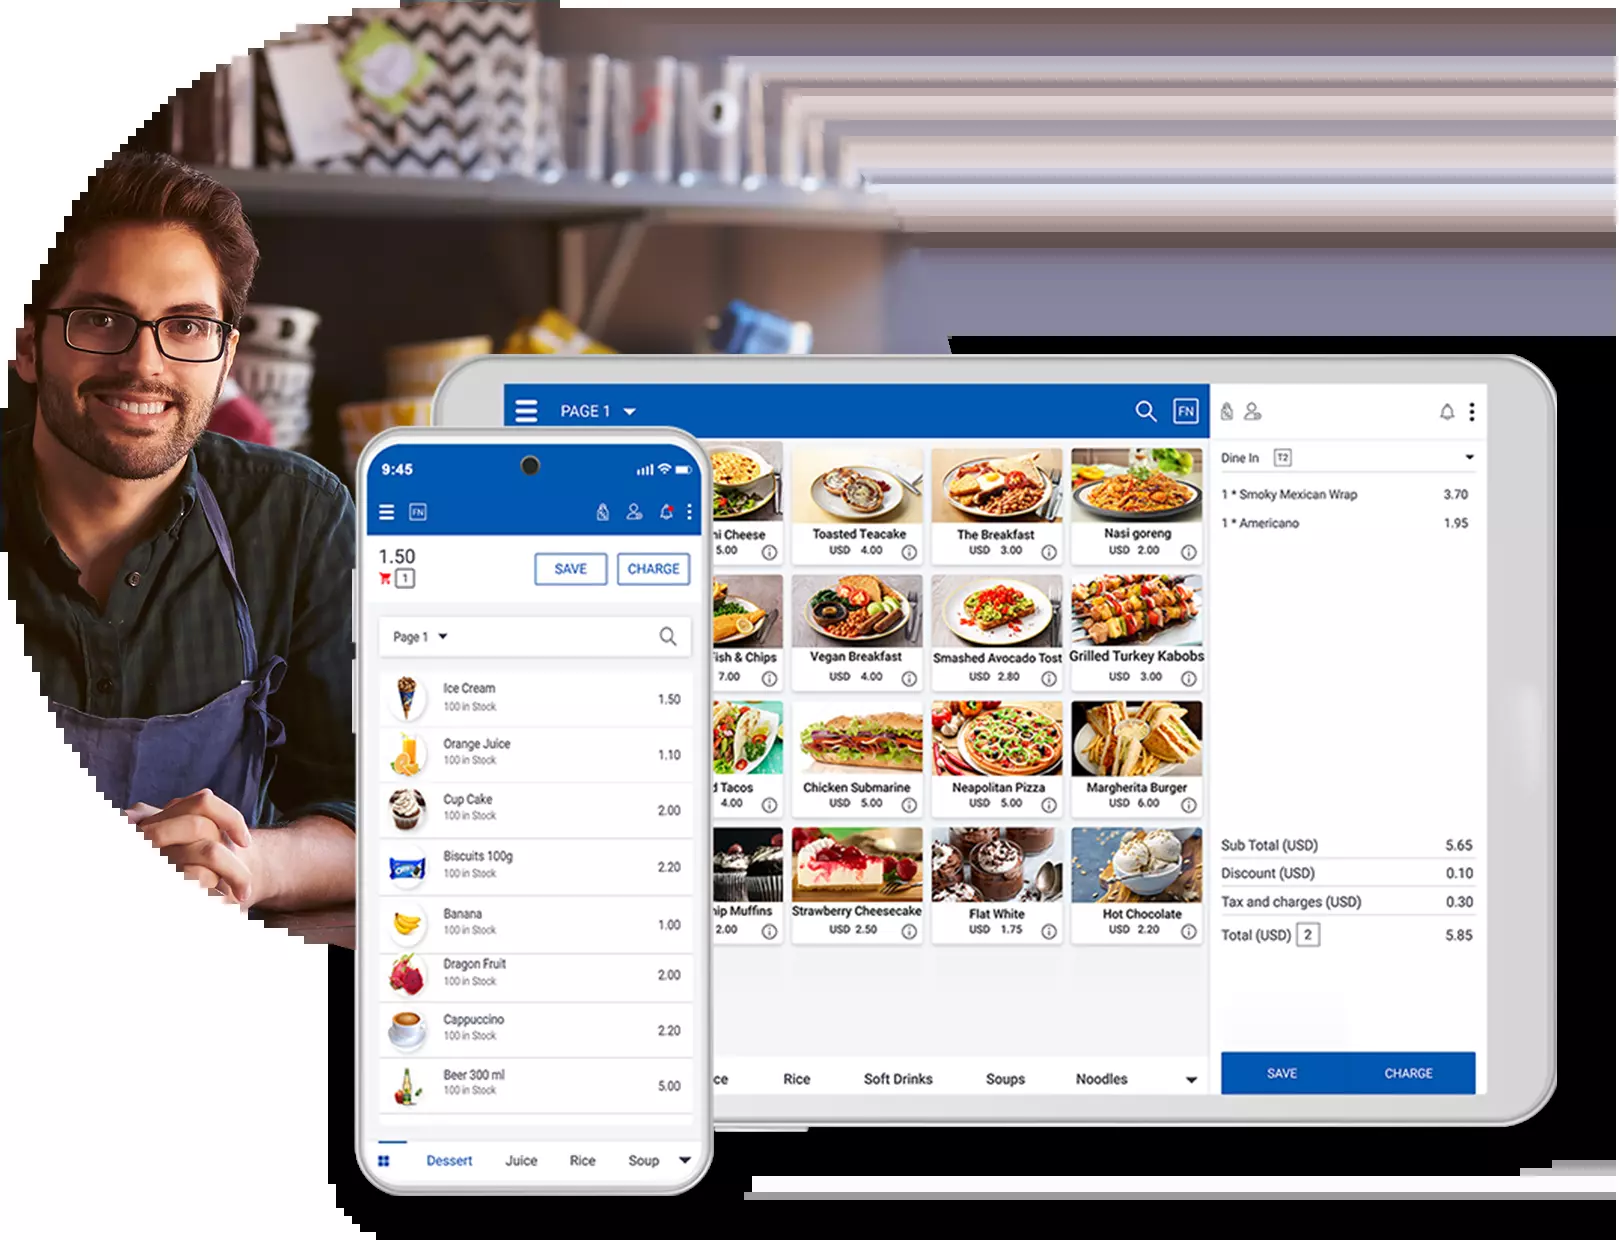 PAGE 1
FN
Dine In T2
1 * Smoky Mexican Wrap 3.70
1 * Americano 1.95
Cheese
5.00
Toasted Teacake
USD 4.00
The Breakfast
USD 3.00
Nasi goreng
USD 2.00
ish & Chips
7.00
Vegan Breakfast
USD 4.00
Smashed Avocado Tost
USD 2.80
Grilled Turkey Kabobs
USD 3.00
Tacos
4.00
Chicken Submarine
USD 5.00
Neapolitan Pizza
USD 5.00
Margherita Burger
USD 6.00
ip Muffins
2.00
Strawberry Cheesecake
USD 2.50
Flat White
USD 1.75
Hot Chocolate
USD 2.20
Sub Total (USD) 5.65
Discount (USD) 0.10
Tax and charges (USD) 0.30
Total (USD) 2 5.85
ce Rice Soft Drinks Soups Noodles
SAVE CHARGE
9:45
FN
1.50
1
SAVE CHARGE
Page 1
Ice Cream
100 in Stock
1.50
Orange Juice
100 in Stock
1.10
Cup Cake
100 in Stock
2.00
Biscuits 100g
100 in Stock
2.20
Banana
100 in Stock
1.00
Dragon Fruit
100 in Stock
2.00
Cappuccino
100 in Stock
2.20
Beer 300 ml
100 in Stock
5.00
Dessert Juice Rice Soup